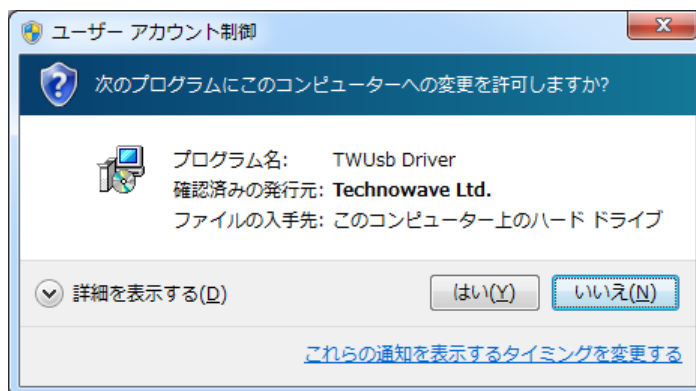 ユーザー アカウント制御
次のプログラムにこのコンピューターへの変更を許可しますか?
プログラム名: TWUsb Driver
確認済みの発行元: Technowave Ltd.
ファイルの入手先: このコンピューター上のハード ドライブ
詳細を表示する(D) はい(Y) いいえ(N)
これらの通知を表示するタイミングを変更する